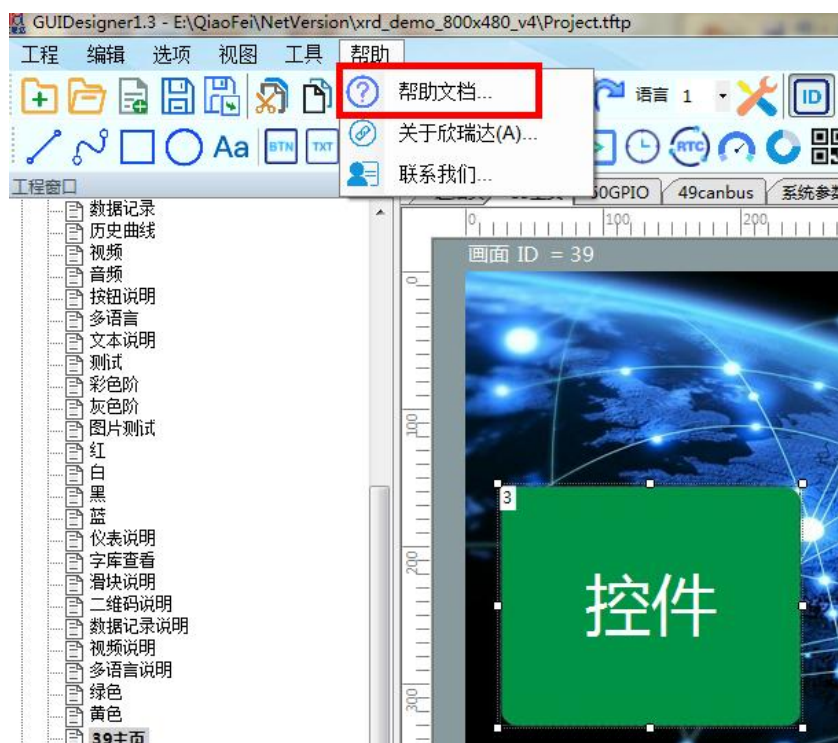 GUIDesigner1.3 - E:\QiaoFei\NetVersion\xrd_demo_800x480_v4\Project.tftp
工程 编辑 选项 视图 工具 帮助
帮助文档...
关于欣瑞达(A)...
联系我们...
语言 1
ID
Aa BTN TXT RTC
工程窗口
50GPIO 49canbus 系统参数
0 100 200
画面 ID = 39
数据记录
历史曲线
视频
音频
按钮说明
多语言
文本说明
测试
彩色阶
灰色阶
图片测试
红
白
黑
蓝
仪表说明
字库查看
滑块说明
二维码说明
数据记录说明
视频说明
多语言说明
绿色
黄色
39主页
0
100
200
300
3
控件